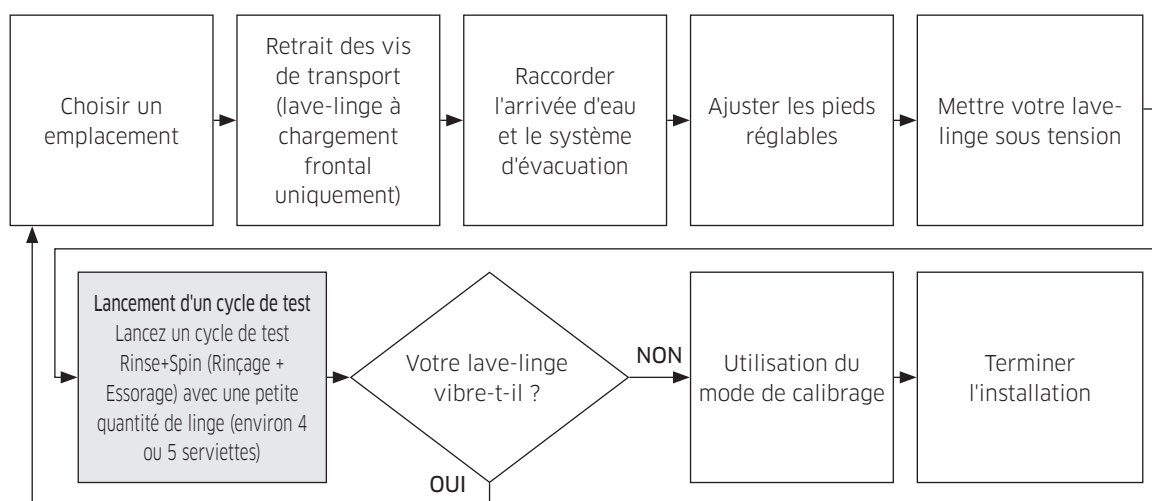 Choisir un
emplacement
Retrait des vis
de transport
(lave-linge à
chargement
frontal
uniquement)
Raccorder
l'arrivée d'eau
et le système
d'évacuation
Ajuster les pieds
réglables
Mettre votre lave-
linge sous tension
Lancement d'un cycle de test
Lancez un cycle de test
Rinse+Spin (Rinçage +
Essorage) avec une petite
quantité de linge (environ 4
ou 5 serviettes)
Votre lave-linge
vibre-t-il ?
NON
OUI
Utilisation du
mode de calibrage
Terminer
l'installation